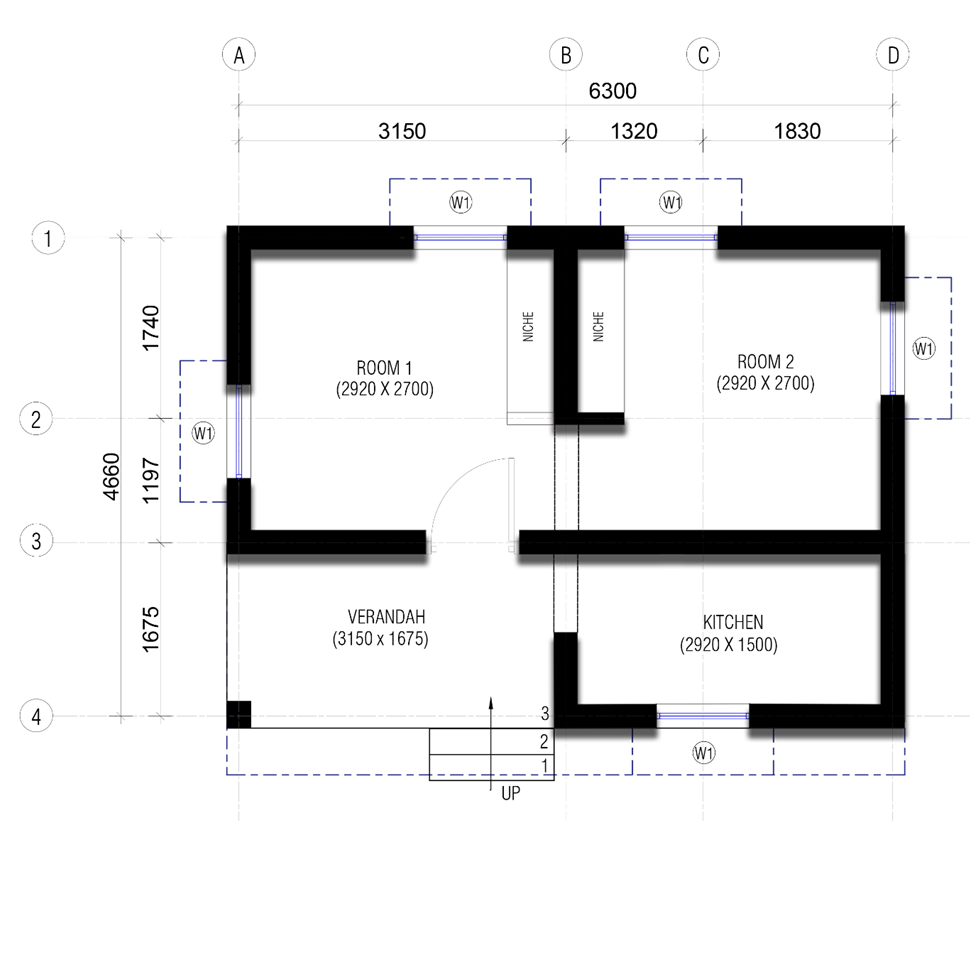 A
B
C
D
6300
3150
1320
1830
W1
W1
1
1740
NICHE
NICHE
W1
ROOM 1
(2920 X 2700)
ROOM 2
(2920 X 2700)
2
W1
4660
1197
3
1675
VERANDAH
(3150 x 1675)
KITCHEN
(2920 X 1500)
4
3
2
1
W1
UP